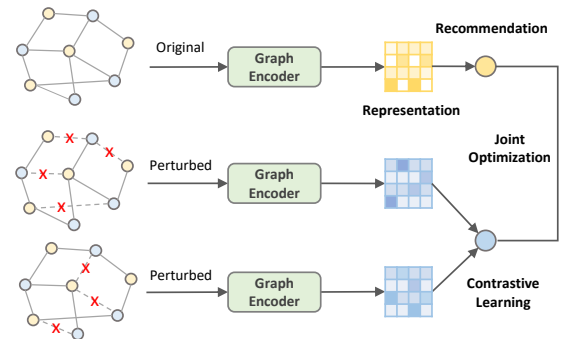 Recommendation
Original
Graph
Encoder
Representation
Joint
Optimization
X
X
X
X
Perturbed
Graph
Encoder
X
X
X
Perturbed
Graph
Encoder
Contrastive
Learning